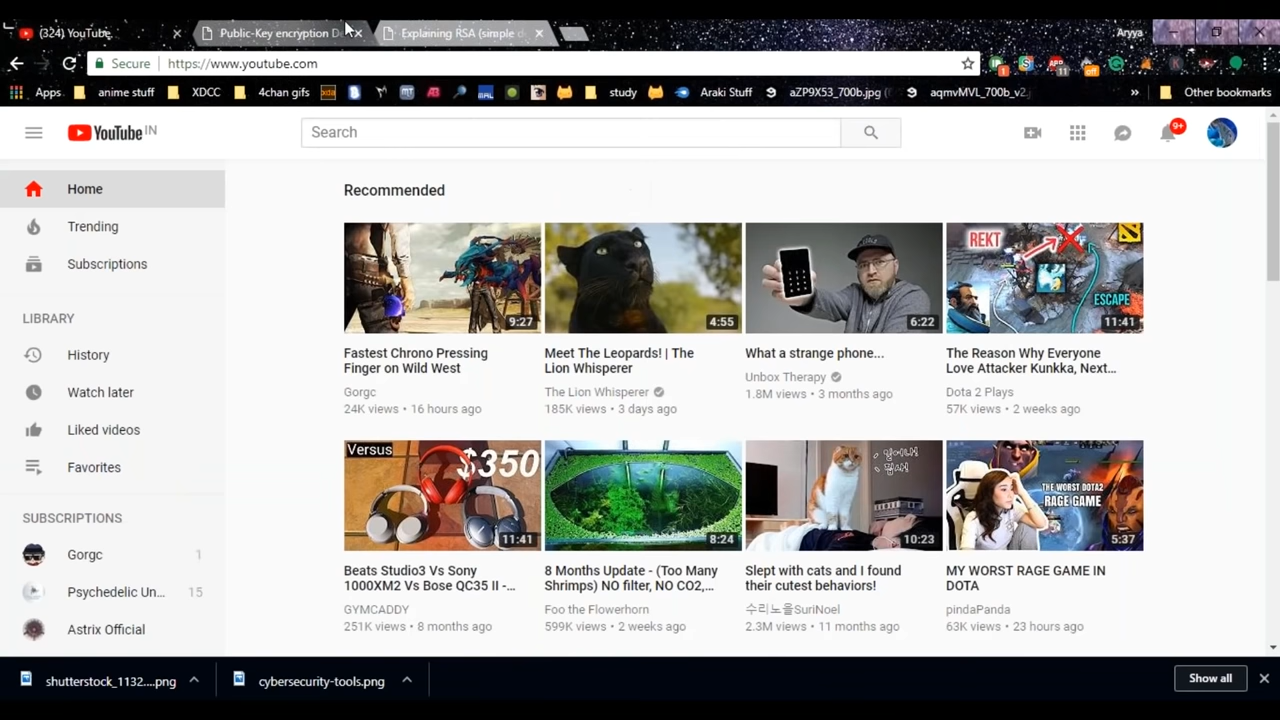 (324) YouTube
Public-Key encryption De
Explaining RSA (simple d
Aryya
Secure
https://www.youtube.com
Apps
anime stuff
XDCC
4chan gifs
study
Araki Stuff
aZP9X53_700b.jpg (
aqmvMVL_700b_v2.
»
Other bookmarks
YouTube IN
Search
9+
Home
Trending
Subscriptions
LIBRARY
History
Watch later
Liked videos
Favorites
SUBSCRIPTIONS
Gorgc 1
Psychedelic Un... 15
Astrix Official
Recommended
9:27
Fastest Chrono Pressing
Finger on Wild West
Gorgc
24K views • 16 hours ago
4:55
Meet The Leopards! | The
Lion Whisperer
The Lion Whisperer
185K views • 3 days ago
6:22
What a strange phone...
Unbox Therapy
1.8M views • 3 months ago
REKT
ESCAPE
11:41
The Reason Why Everyone
Love Attacker Kunkka, Next...
Dota 2 Plays
57K views • 2 weeks ago
Versus
$350
11:41
Beats Studio3 Vs Sony
1000XM2 Vs Bose QC35 II -...
GYMCADDY
251K views • 8 months ago
8:24
8 Months Update - (Too Many
Shrimps) NO filter, NO CO2,...
Foo the Flowerhorn
599K views • 2 weeks ago
10:23
Slept with cats and I found
their cutest behaviors!
수리노을SuriNoel
2.3M views • 11 months ago
THE WORST DOTA2
RAGE GAME
5:37
MY WORST RAGE GAME IN
DOTA
pindaPanda
63K views • 23 hours ago
shutterstock_1132....png
cybersecurity-tools.png
Show all